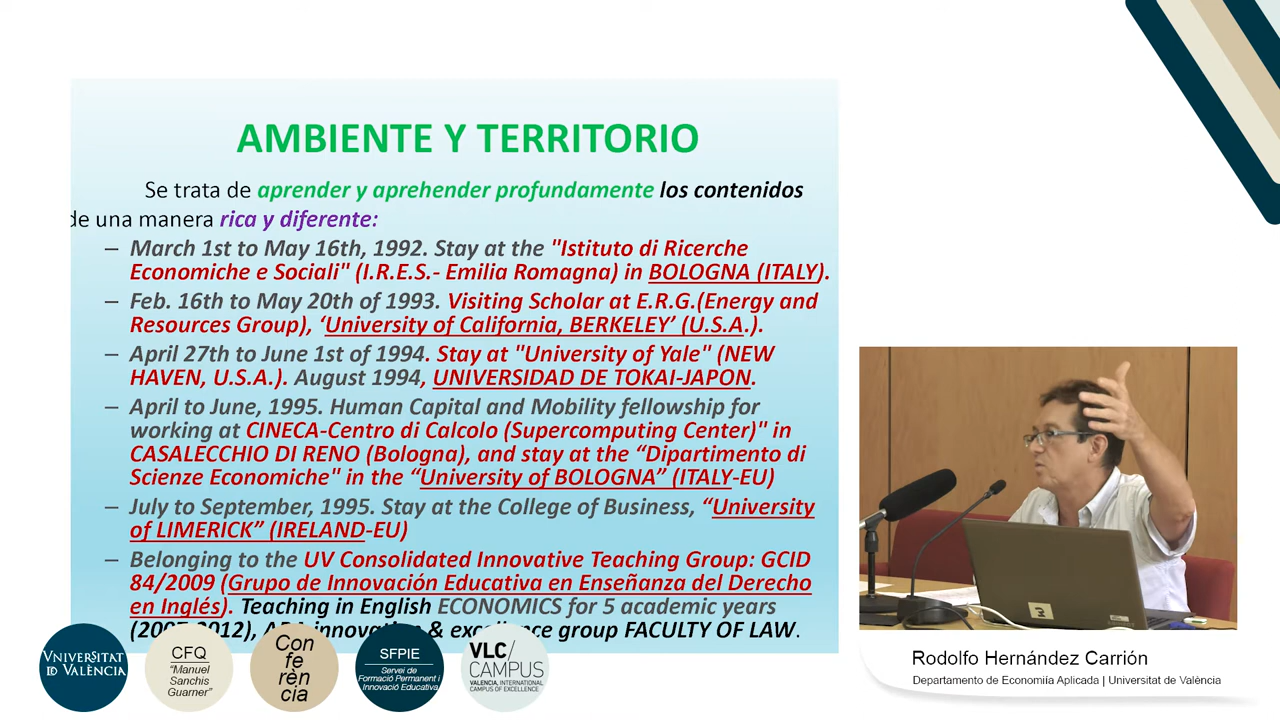 AMBIENTE Y TERRITORIO
Se trata de aprender y aprehender profundamente los contenidos
de una manera rica y diferente:
– March 1st to May 16th, 1992. Stay at the "Istituto di Ricerche
Economiche e Sociali" (I.R.E.S.- Emilia Romagna) in BOLOGNA (ITALY).
– Feb. 16th to May 20th of 1993. Visiting Scholar at E.R.G.(Energy and
Resources Group), ‘University of California, BERKELEY’ (U.S.A.).
– April 27th to June 1st of 1994. Stay at "University of Yale" (NEW
HAVEN, U.S.A.). August 1994, UNIVERSIDAD DE TOKAI-JAPON.
– April to June, 1995. Human Capital and Mobility fellowship for
working at CINECA-Centro di Calcolo (Supercomputing Center)" in
CASALECCHIO DI RENO (Bologna), and stay at the “Dipartimento di
Scienze Economiche" in the “University of BOLOGNA” (ITALY-EU)
– July to September, 1995. Stay at the College of Business, “University
of LIMERICK” (IRELAND-EU)
– Belonging to the UV Consolidated Innovative Teaching Group: GCID
84/2009 (Grupo de Innovación Educativa en Enseñanza del Derecho
en Inglés). Teaching in English ECONOMICS for 5 academic years
& excellence group FACULTY OF LAW.
VNIVERSITAT
DE VALÈNCIA
CFQ
“Manuel
Sanchis
Guarner”
Con
fe
rèn
cia
SFPIE
Servei de
Formació Permanent i
Innovació Educativa
VLC/
CAMPUS
VALENCIA, INTERNATIONAL
CAMPUS OF EXCELLENCE
3
Rodolfo Hernández Carrión
Departamento de Economiía Aplicada | Universitat de València